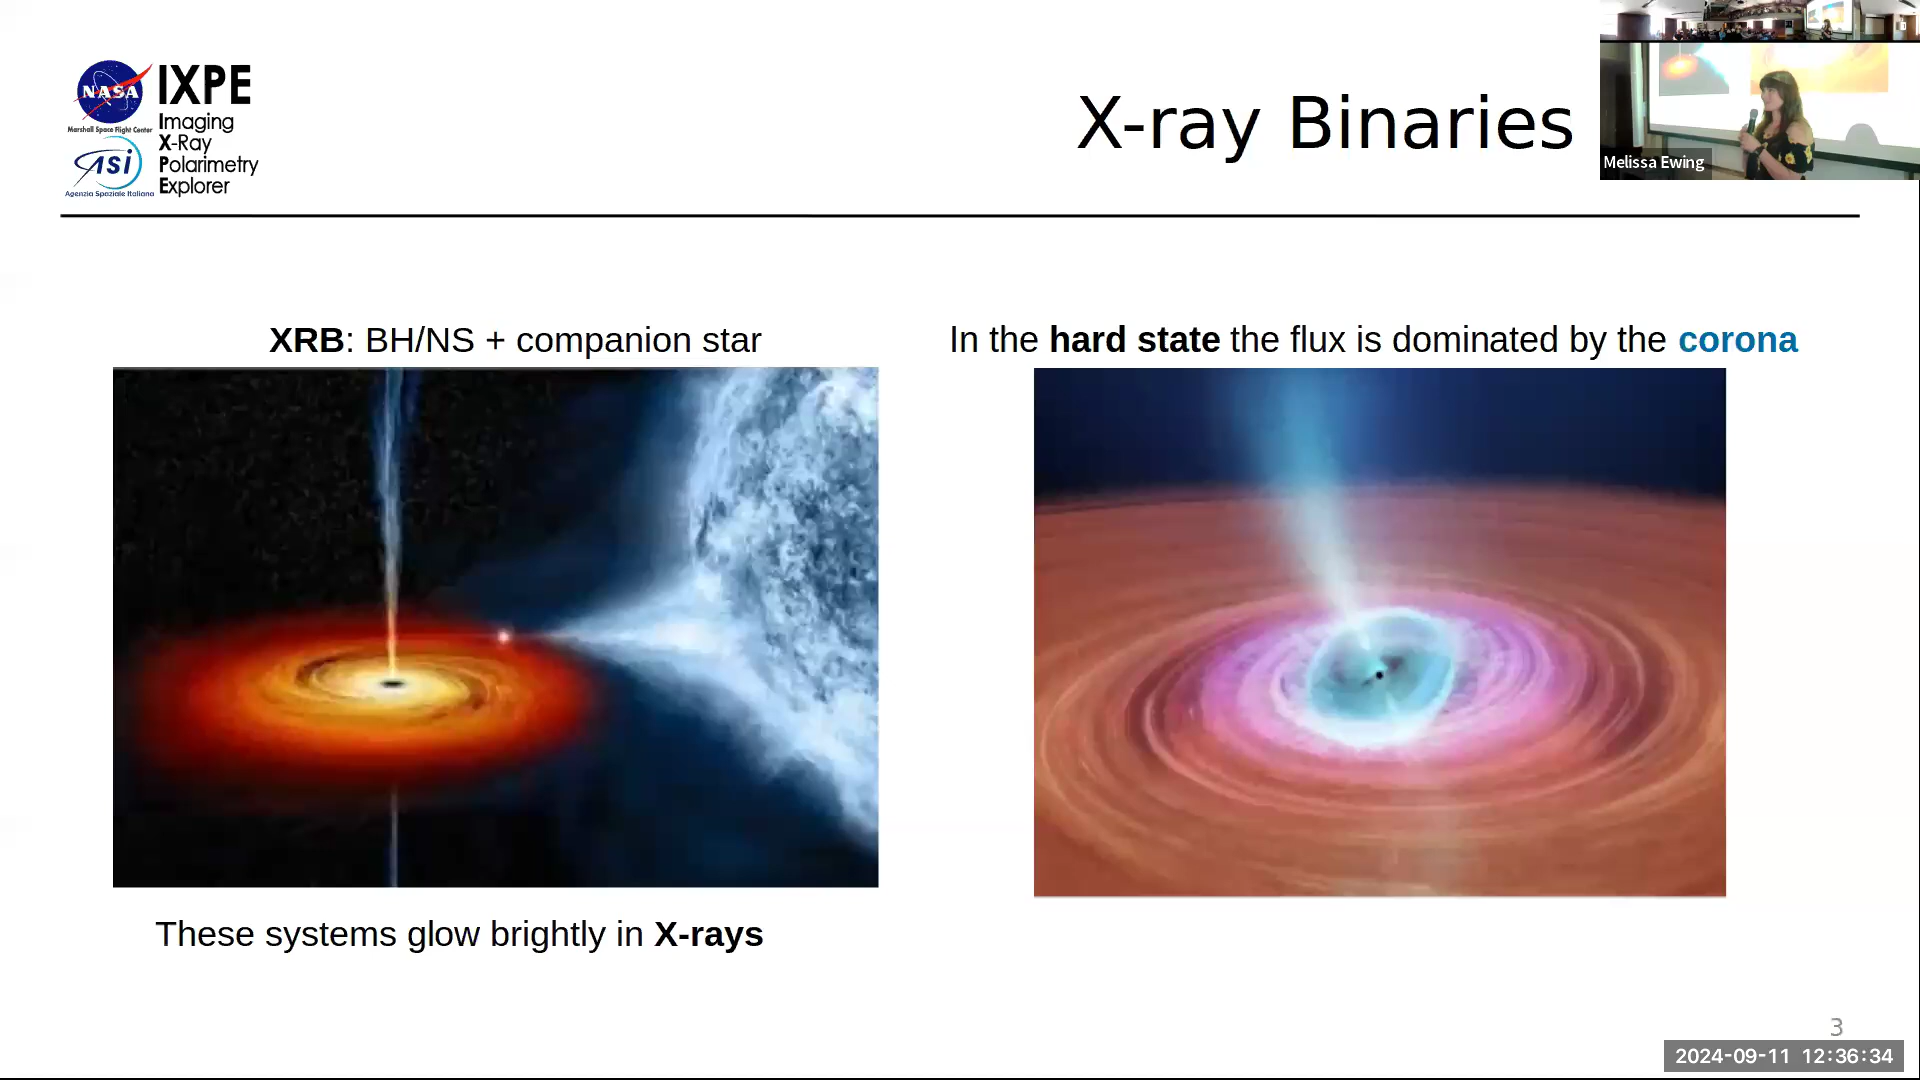 NASA
Marshall Space Flight Center
asi
Agenzia Spaziale Italiana
IXPE
Imaging
X-Ray
Polarimetry
Explorer
X-ray Binaries
Melissa Ewing
XRB: BH/NS + companion star
In the hard state the flux is dominated by the corona
These systems glow brightly in X-rays
3
2024-09-11 12:36:34